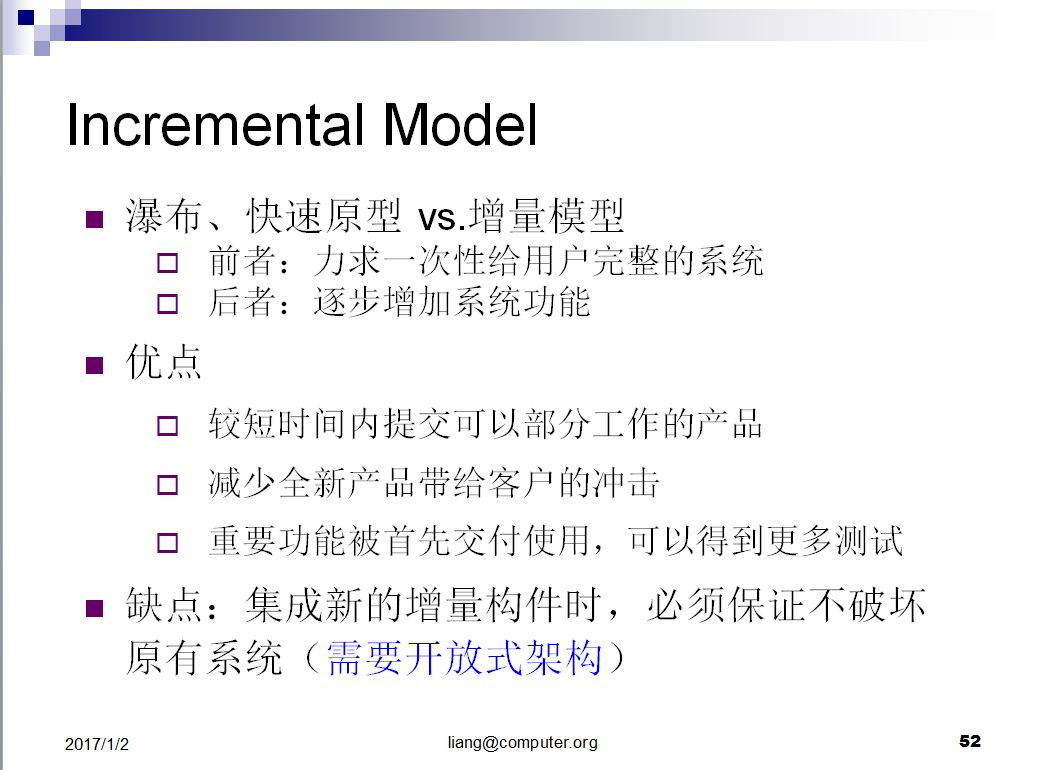 Incremental Model
瀑布、快速原型 vs.增量模型
前者：力求一次性给用户完整的系统
后者：逐步增加系统功能
优点
较短时间内提交可以部分工作的产品
减少全新产品带给客户的冲击
重要功能被首先交付使用，可以得到更多测试
缺点：集成新的增量构件时，必须保证不破坏
原有系统（需要开放式架构）
2017/1/2
liang@computer.org
52